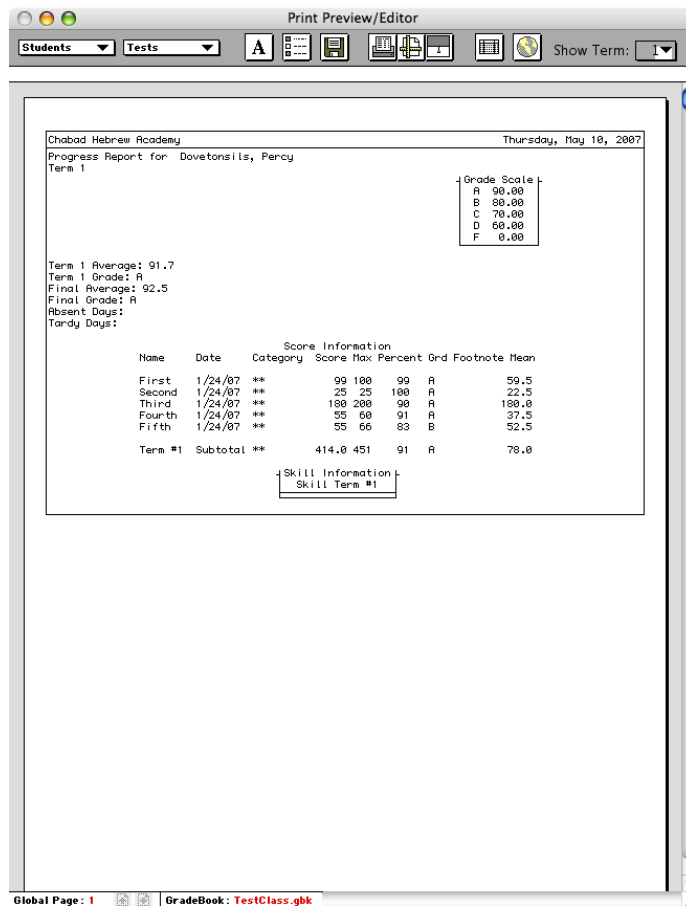 Print Preview/Editor
Students Tests A Show Term: 1
Chabad Hebrew Academy Thursday, May 10, 2007
Progress Report for Dovetonsils, Percy
Term 1
Grade Scale
A 90.00
B 80.00
C 70.00
D 60.00
F 0.00
Term 1 Average: 91.7
Term 1 Grade: A
Final Average: 92.5
Final Grade: A
Absent Days:
Tardy Days:
Score Information
Name Date Category Score Max Percent Grd Footnote Mean
First 1/24/07 ** 99 100 99 A 59.5
Second 1/24/07 ** 25 25 100 A 22.5
Third 1/24/07 ** 180 200 90 A 180.0
Fourth 1/24/07 ** 55 60 91 A 37.5
Fifth 1/24/07 ** 55 66 83 B 52.5
Term #1 Subtotal ** 414.0 451 91 A 78.0
Skill Information
Skill Term #1
Global Page: 1 GradeBook: TestClass.gbk